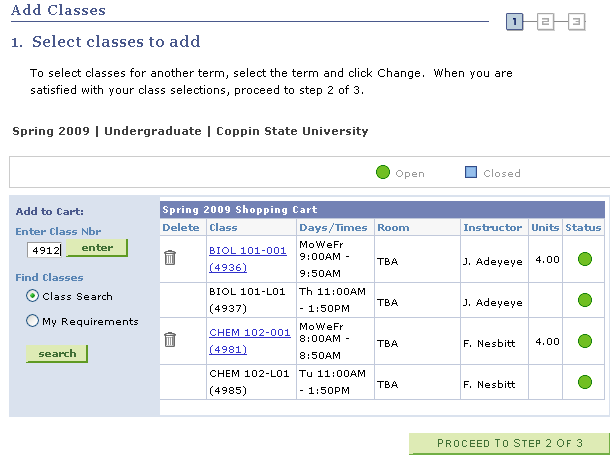 Add Classes
1 2 3
1. Select classes to add
To select classes for another term, select the term and click Change. When you are
satisfied with your class selections, proceed to step 2 of 3.
Spring 2009 | Undergraduate | Coppin State University
Open Closed
Add to Cart:
Enter Class Nbr
4912 enter
Find Classes
Class Search
My Requirements
search
Spring 2009 Shopping Cart
Delete Class Days/Times Room Instructor Units Status
BIOL 101-001 (4936) MoWeFr 9:00AM - 9:50AM TBA J. Adeyeye 4.00
BIOL 101-L01 (4937) Th 11:00AM - 1:50PM TBA J. Adeyeye
CHEM 102-001 (4981) MoWeFr 8:00AM - 8:50AM TBA F. Nesbitt 4.00
CHEM 102-L01 (4985) Tu 11:00AM - 1:50PM TBA F. Nesbitt
PROCEED TO STEP 2 OF 3